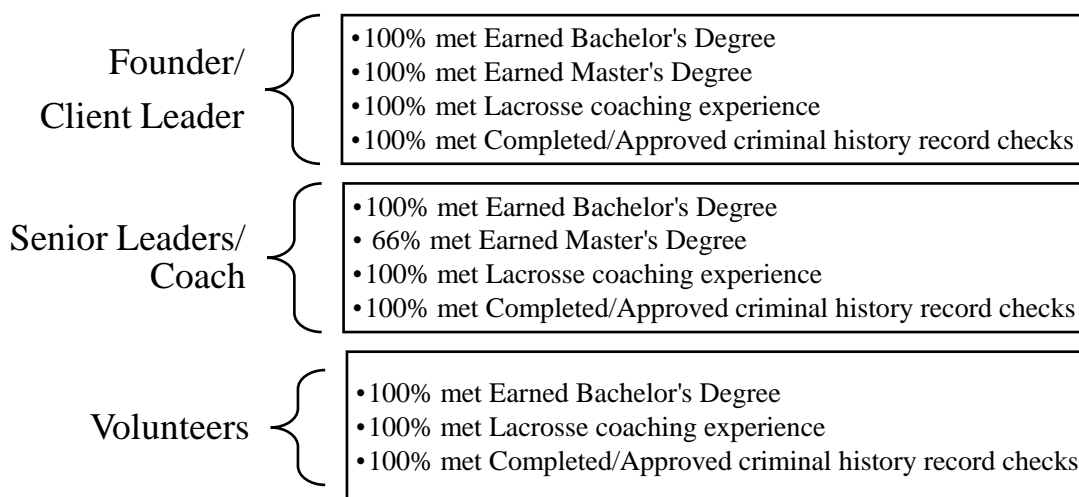 Founder/
Client Leader
•100% met Earned Bachelor's Degree
•100% met Earned Master's Degree
•100% met Lacrosse coaching experience
•100% met Completed/Approved criminal history record checks
Senior Leaders/
Coach
•100% met Earned Bachelor's Degree
• 66% met Earned Master's Degree
•100% met Lacrosse coaching experience
•100% met Completed/Approved criminal history record checks
Volunteers
•100% met Earned Bachelor's Degree
•100% met Lacrosse coaching experience
•100% met Completed/Approved criminal history record checks